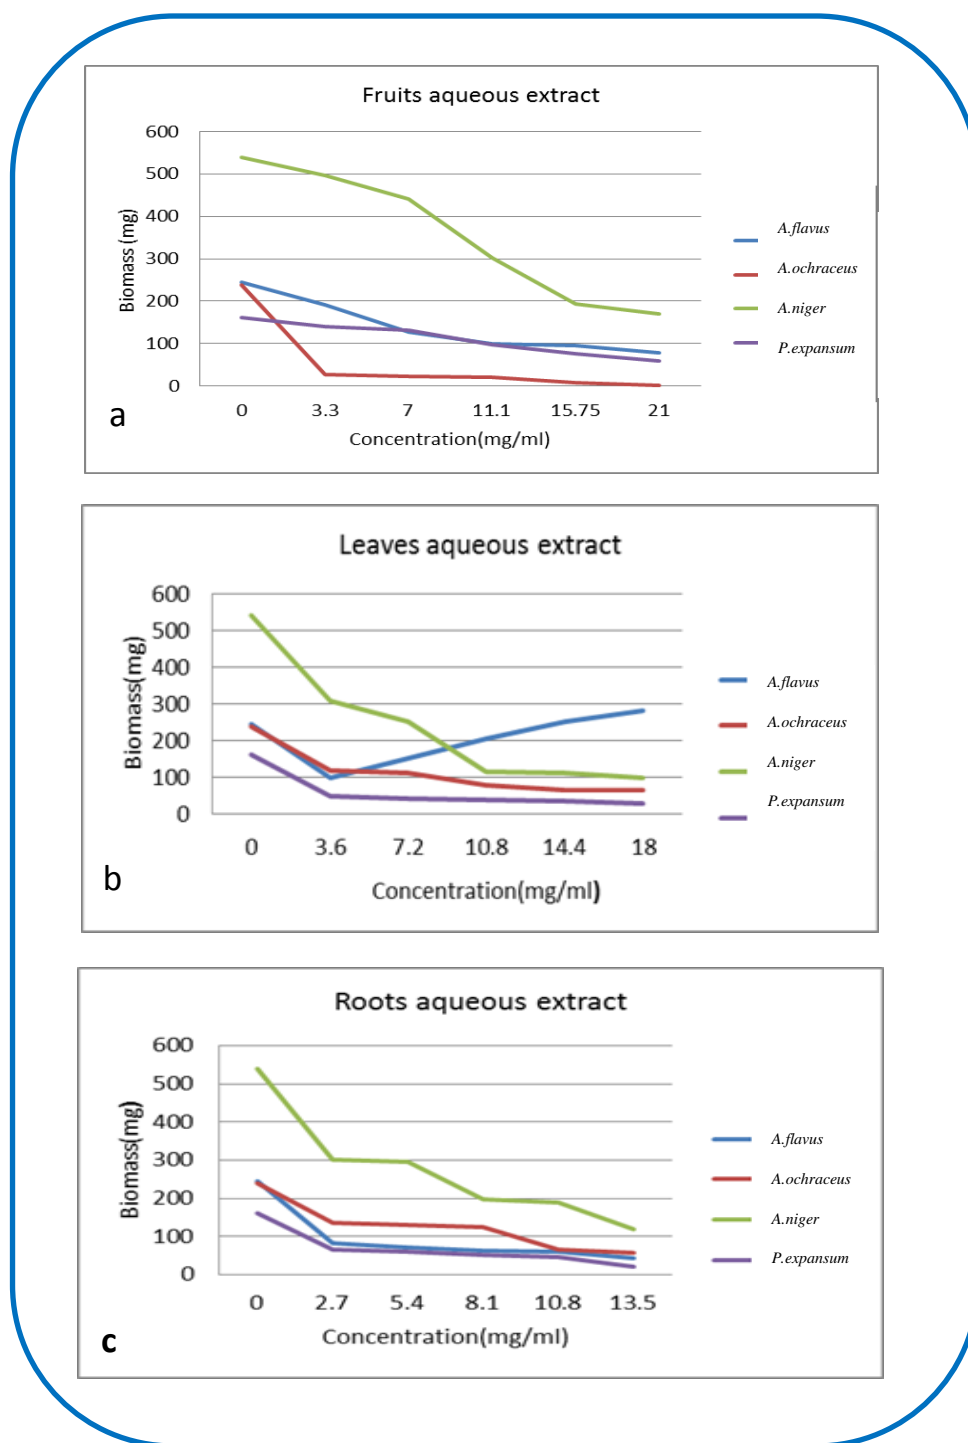 Fruits aqueous extract
600
500
400
300
200
100
0
Biomass (mg)
0 3.3 7 11.1 15.75 21
Concentration(mg/ml)
A.flavus
A.ochraceus
A.niger
P.expansum
a
Leaves aqueous extract
600
500
400
300
200
100
0
Biomass(mg)
0 3.6 7.2 10.8 14.4 18
Concentration(mg/ml)
A.flavus
A.ochraceus
A.niger
P.expansum
b
Roots aqueous extract
600
500
400
300
200
100
0
Biomass(mg)
0 2.7 5.4 8.1 10.8 13.5
Concentration(mg/ml)
A.flavus
A.ochraceus
A.niger
P.expansum
c